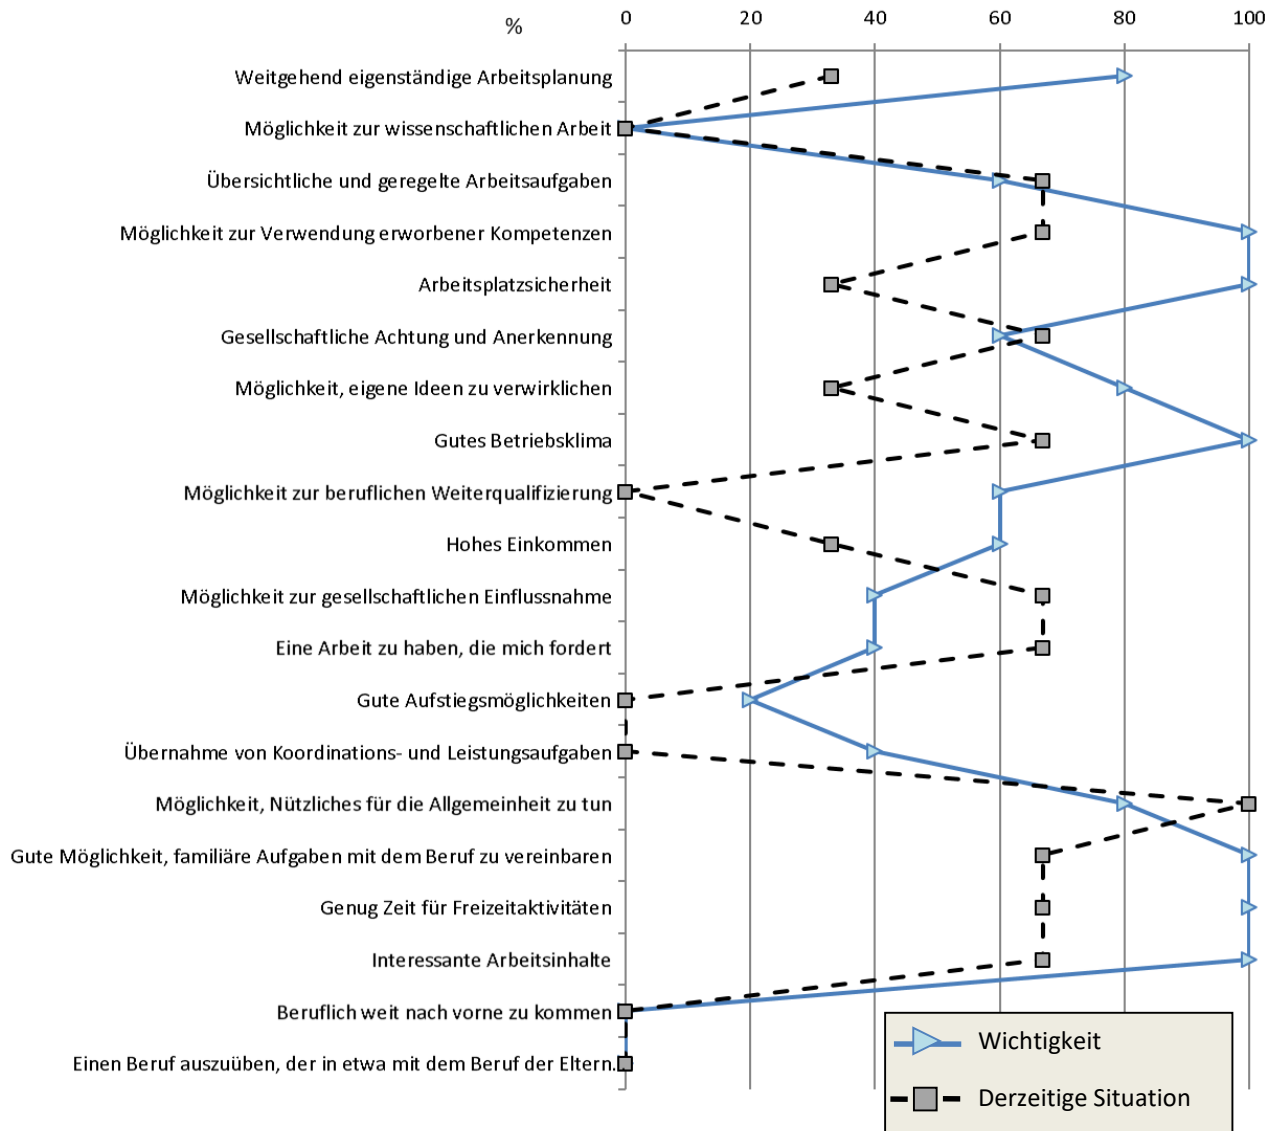 % 0 20 40 60 80 100
Weitgehend eigenständige Arbeitsplanung
Möglichkeit zur wissenschaftlichen Arbeit
Übersichtliche und geregelte Arbeitsaufgaben
Möglichkeit zur Verwendung erworbener Kompetenzen
Arbeitsplatzsicherheit
Gesellschaftliche Achtung und Anerkennung
Möglichkeit, eigene Ideen zu verwirklichen
Gutes Betriebsklima
Möglichkeit zur beruflichen Weiterqualifizierung
Hohes Einkommen
Möglichkeit zur gesellschaftlichen Einflussnahme
Eine Arbeit zu haben, die mich fordert
Gute Aufstiegsmöglichkeiten
Übernahme von Koordinations- und Leistungsaufgaben
Möglichkeit, Nützliches für die Allgemeinheit zu tun
Gute Möglichkeit, familiäre Aufgaben mit dem Beruf zu vereinbaren
Genug Zeit für Freizeitaktivitäten
Interessante Arbeitsinhalte
Beruflich weit nach vorne zu kommen
Einen Beruf auszuüben, der in etwa mit dem Beruf der Eltern.
Wichtigkeit
Derzeitige Situation